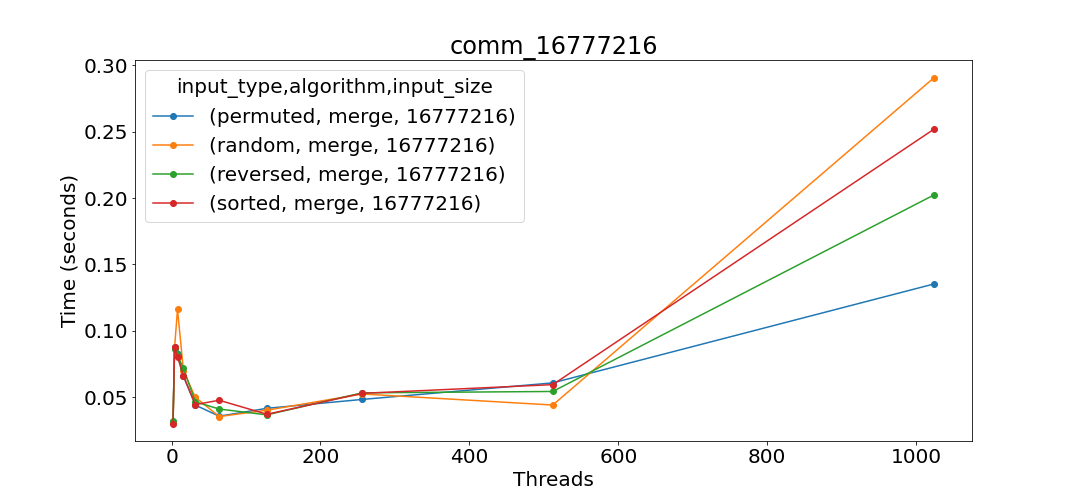 comm_16777216
input_type,algorithm,input_size
(permuted, merge, 16777216)
(random, merge, 16777216)
(reversed, merge, 16777216)
(sorted, merge, 16777216)
Time (seconds)
0.30
0.25
0.20
0.15
0.10
0.05
0 200 400 600 800 1000
Threads